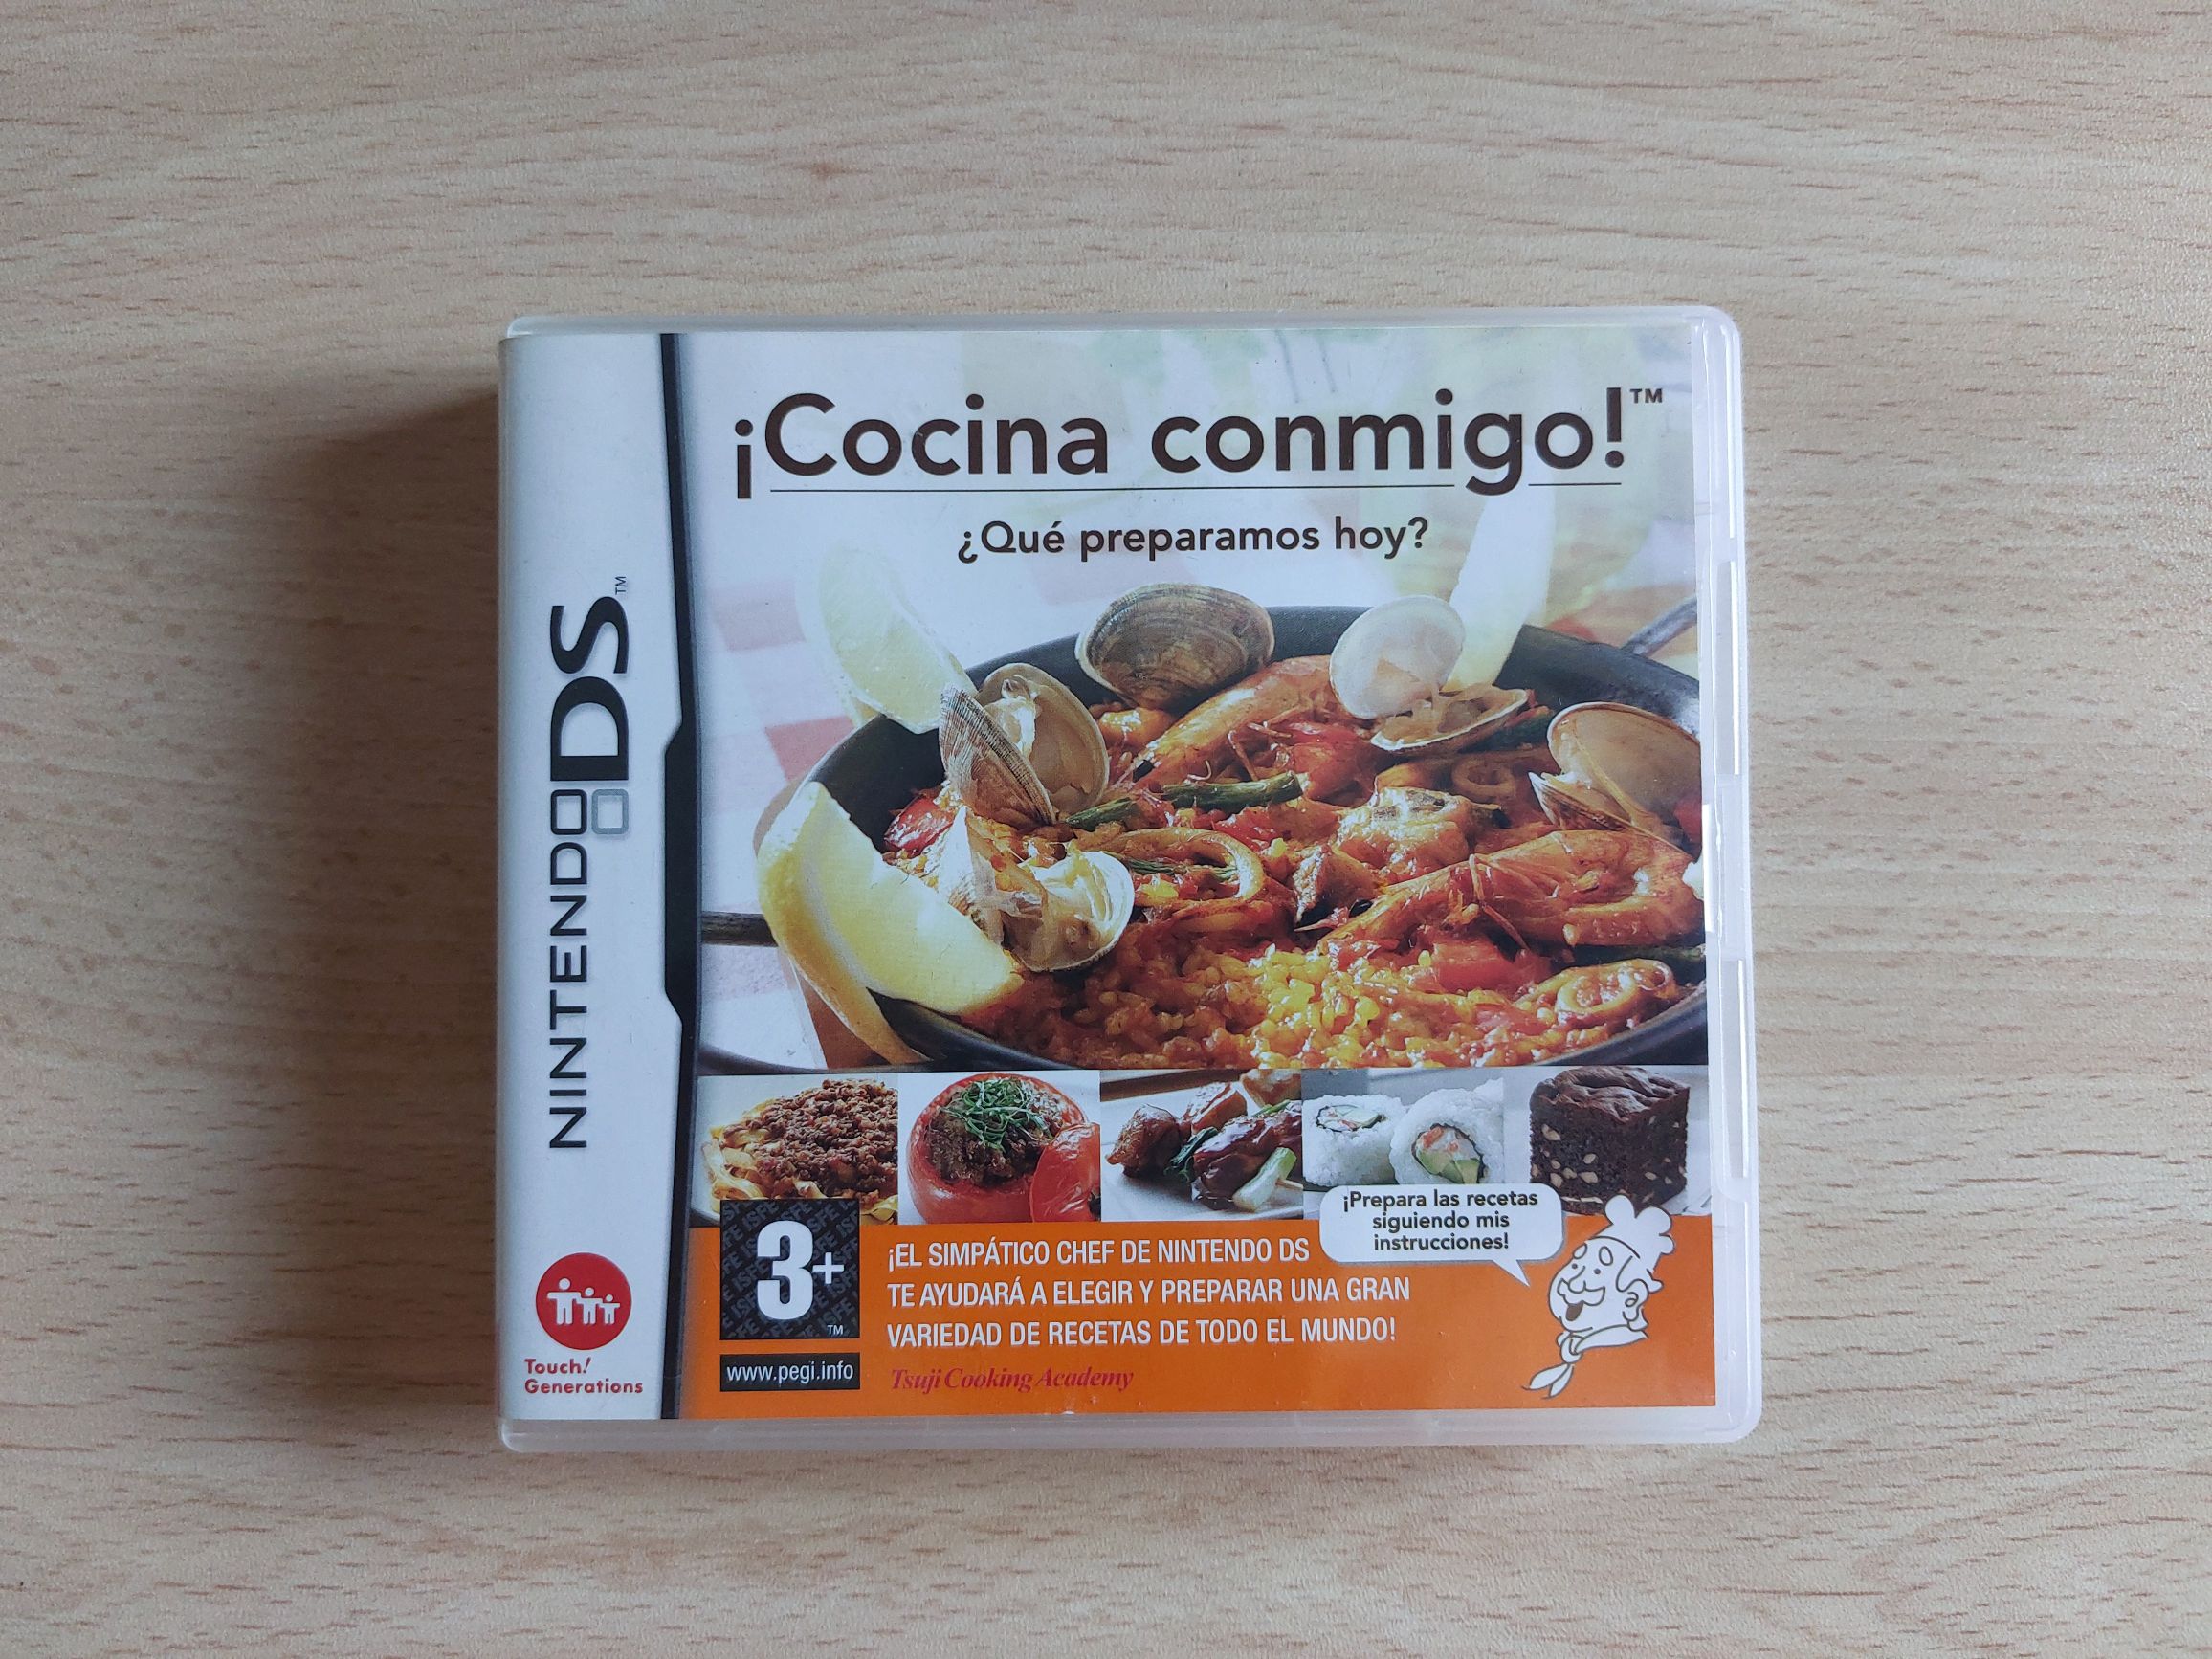 ¡Cocina conmigo!™
¿Qué preparamos hoy?
NINTENDO DS™
¡Prepara las recetas
siguiendo mis
instrucciones!
3+™
www.pegi.info
¡EL SIMPÁTICO CHEF DE NINTENDO DS
TE AYUDARÁ A ELEGIR Y PREPARAR UNA GRAN
VARIEDAD DE RECETAS DE TODO EL MUNDO!
Tsuji Cooking Academy
Touch!
Generations